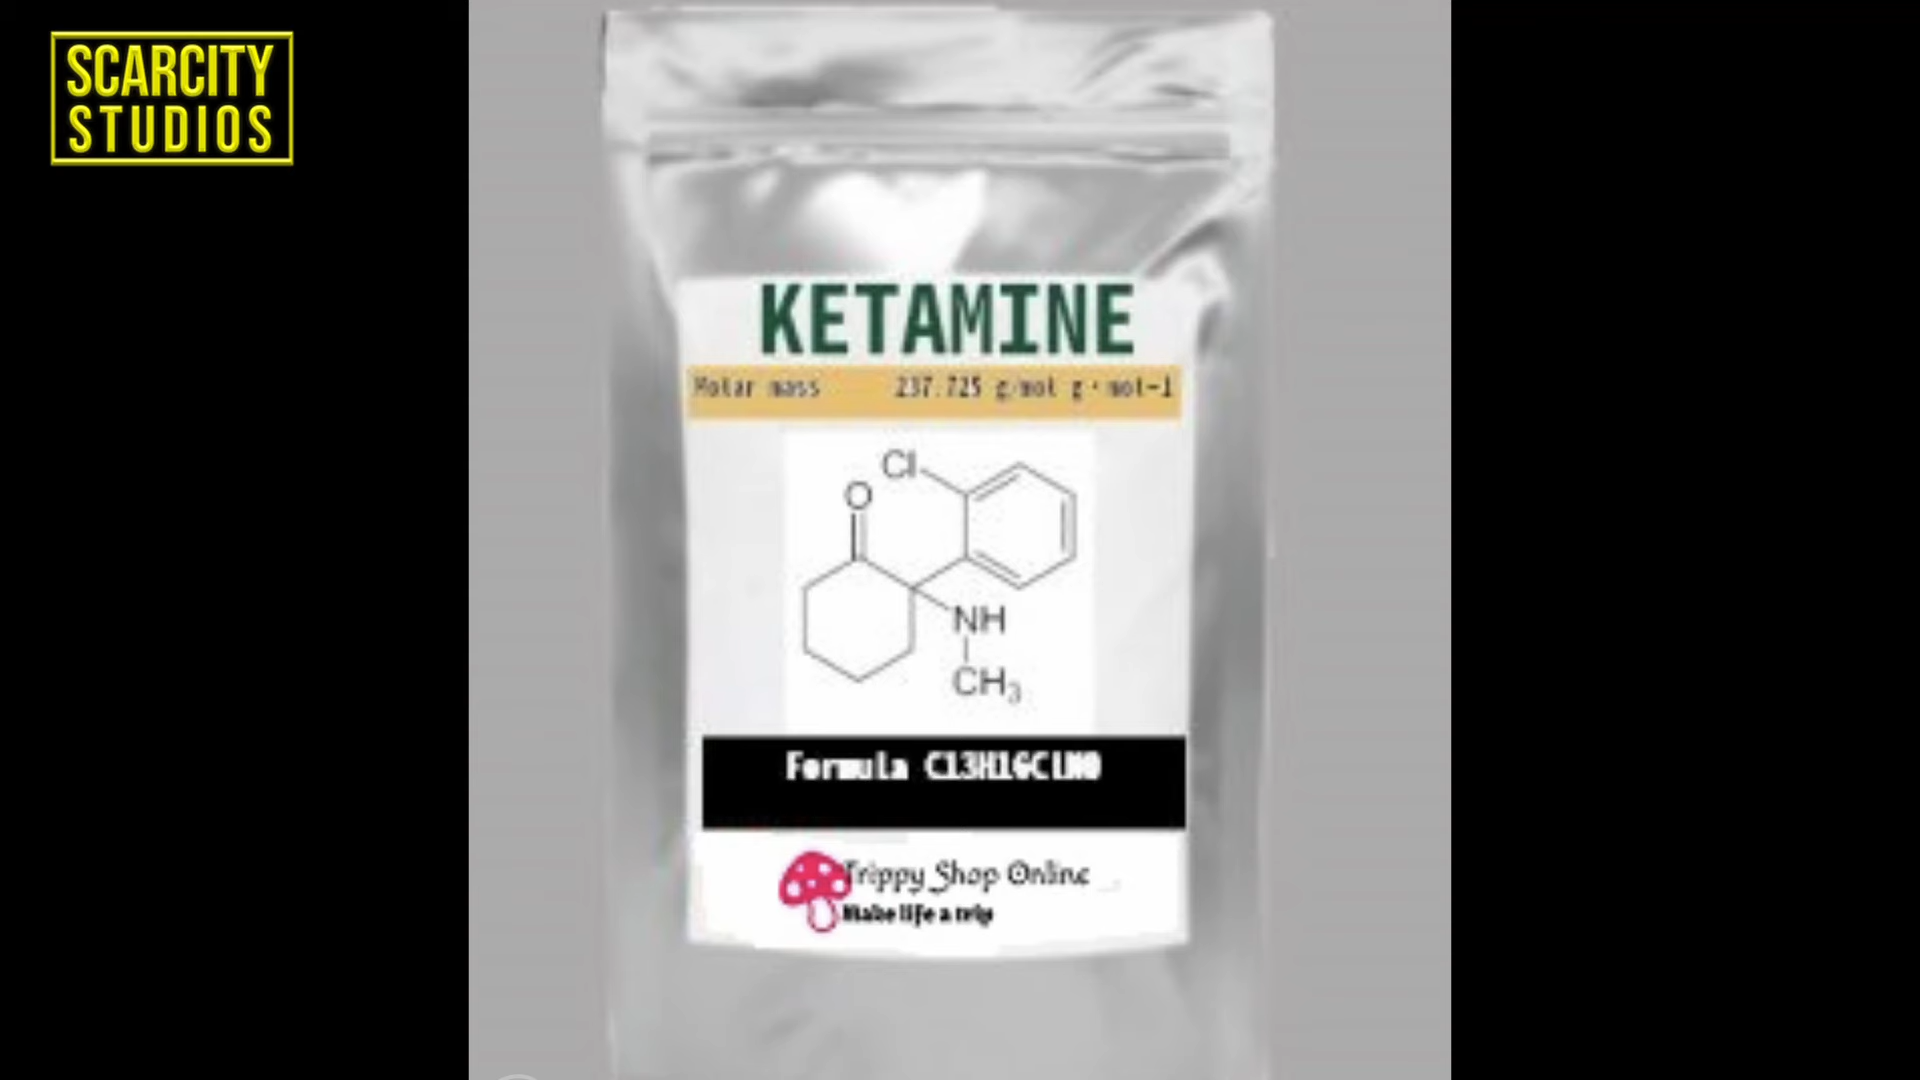 SCARCITY
STUDIOS
KETAMINE
Molar mass 237.725 g/mol g·mol-1
Cl
O
NH
CH₃
Formula C13H16ClNO
Trippy Shop Online
Make life a trip